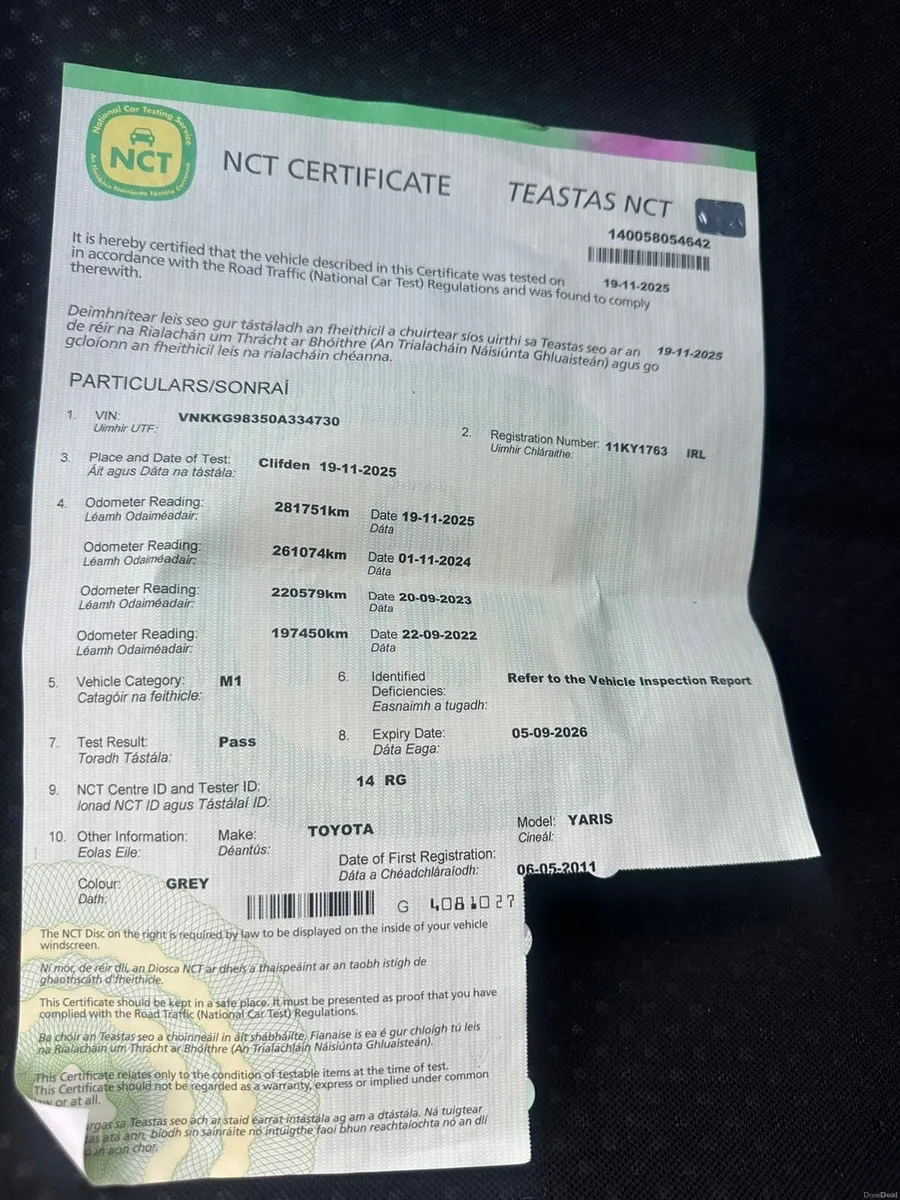 National Car Testing Service
NCT
An tSeirbhís Náisiúnta Tástála Carranna
NCT CERTIFICATE
TEASTAS NCT
140058054642
It is hereby certified that the vehicle described in this Certificate was tested on 19-11-2025
in accordance with the Road Traffic (National Car Test) Regulations and was found to comply
therewith.
Deimhnítear leis seo gur tástáladh an fheithicil a chuirtear síos uirthi sa Teastas seo ar an 19-11-2025
de réir na Rialachán um Thrácht ar Bhóithre (An Trialacháin Náisiúnta Ghluaisteán) agus go
gcloíonn an fheithicil leis na rialacháin chéanna.
PARTICULARS/SONRAÍ
1. VIN: VNKKG98350A334730
Uimhir UTF:
2. Registration Number: 11KY1763 IRL
Uimhir Chláraithe:
3. Place and Date of Test: Clifden 19-11-2025
Áit agus Dáta na tástála:
4. Odometer Reading: 281751km Date 19-11-2025
Léamh Odaiméadair: Dáta
Odometer Reading: 261074km Date 01-11-2024
Léamh Odaiméadair: Dáta
Odometer Reading: 220579km Date 20-09-2023
Léamh Odaiméadair: Dáta
Odometer Reading: 197450km Date 22-09-2022
Léamh Odaiméadair: Dáta
5. Vehicle Category: M1
Catagóir na feithicle:
6. Identified Deficiencies: Refer to the Vehicle Inspection Report
Easnaimh a tugadh:
7. Test Result: Pass
Toradh Tástála:
8. Expiry Date: 05-09-2026
Dáta Eaga:
9. NCT Centre ID and Tester ID: 14 RG
Ionad NCT ID agus Tástálaí ID:
10. Other Information: Make: TOYOTA Model: YARIS
Eolas Eile: Déantús: Cineál:
Date of First Registration: 06-05-2011
Dáta a Chéadchláraíodh:
Colour: GREY
Dath:
G 4081027
The NCT Disc on the right is required by law to be displayed on the inside of your vehicle
windscreen.
Ní mór, de réir dlí, an Diosca NCT ar dheis a thaispeáint ar an taobh istigh de
ghaothscáth d'fheithicle.
This Certificate should be kept in a safe place. It must be presented as proof that you have
complied with the Road Traffic (National Car Test) Regulations.
Ba chóir an Teastas seo a choinneáil in áit shábháilte. Fianaise is ea é gur chloígh tú leis
na Rialacháin um Thrácht ar Bhóithre (An Trialacháin Náisiúnta Ghluaisteán).
This Certificate relates only to the condition of testable items at the time of test.
This Certificate should not be regarded as a warranty, express or implied under common
or at all.
sa Teastas seo ach ar staid earraí intástála ag am a dtástála. Ná tuigtear
atá ann, bíodh sin sainráite nó intuigthe faoi bhun reachtaíochta nó an dlí
in aon chor.
DoneDeal